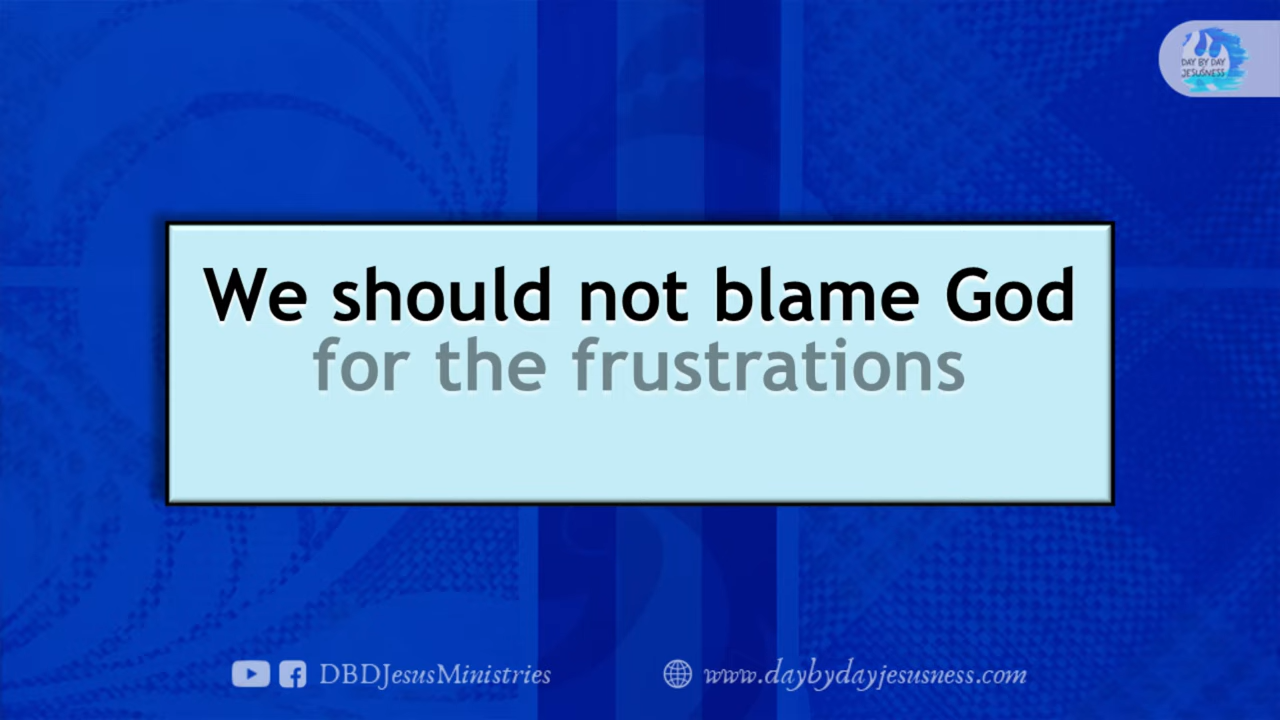 DAY BY DAY
JESUSNESS
We should not blame God
for the frustrations
DBDJesusMinistries
www.daybydayjesusness.com